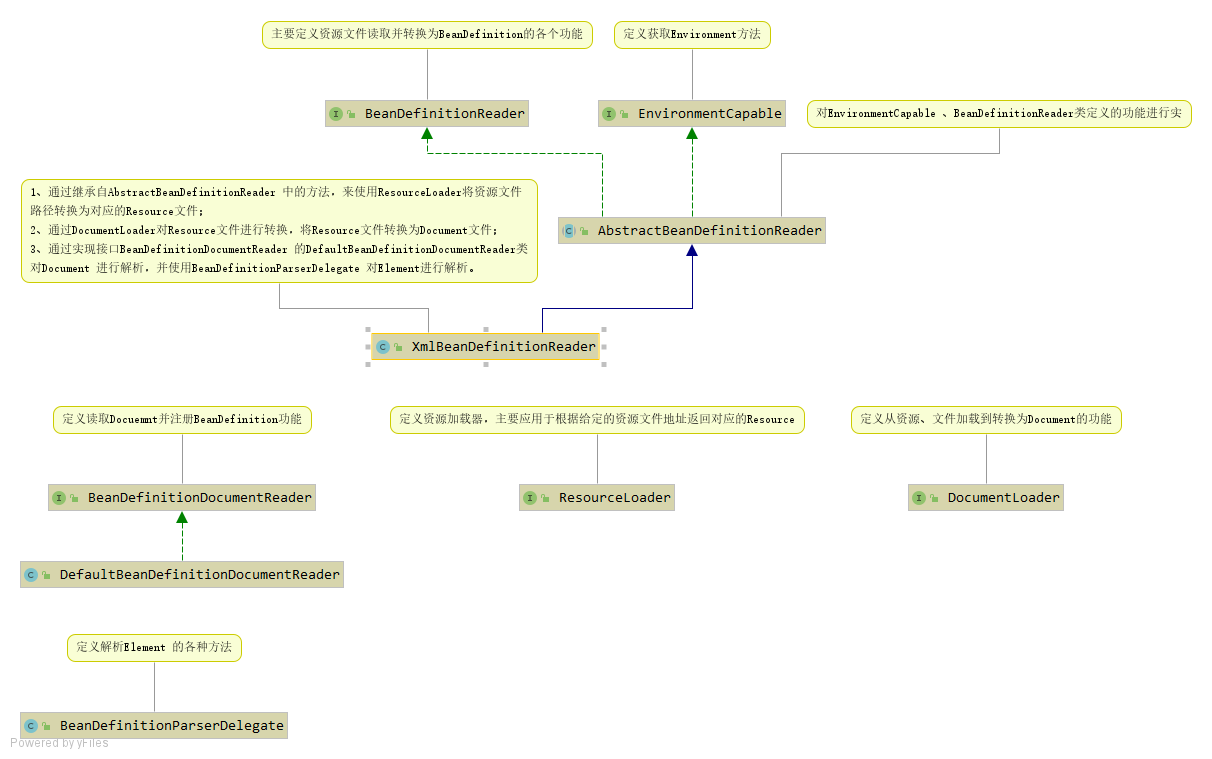 主要定义资源文件读取并转换为BeanDefinition的各个功能
定义获取Environment方法
BeanDefinitionReader
EnvironmentCapable
对EnvironmentCapable 、BeanDefinitionReader类定义的功能进行实
1、通过继承自AbstractBeanDefinitionReader 中的方法，来使用ResourceLoader将资源文件
路径转换为对应的Resource文件；
2、通过DocumentLoader对Resource文件进行转换，将Resource文件转换为Document文件；
3、通过实现接口BeanDefinitionDocumentReader 的DefaultBeanDefinitionDocumentReader类
对Document 进行解析，并使用BeanDefinitionParserDelegate 对Element进行解析。
AbstractBeanDefinitionReader
XmlBeanDefinitionReader
定义读取Docuemnt并注册BeanDefinition功能
定义资源加载器，主要应用于根据给定的资源文件地址返回对应的Resource
定义从资源、文件加载到转换为Document的功能
BeanDefinitionDocumentReader
ResourceLoader
DocumentLoader
DefaultBeanDefinitionDocumentReader
定义解析Element 的各种方法
BeanDefinitionParserDelegate
Powered by yFiles